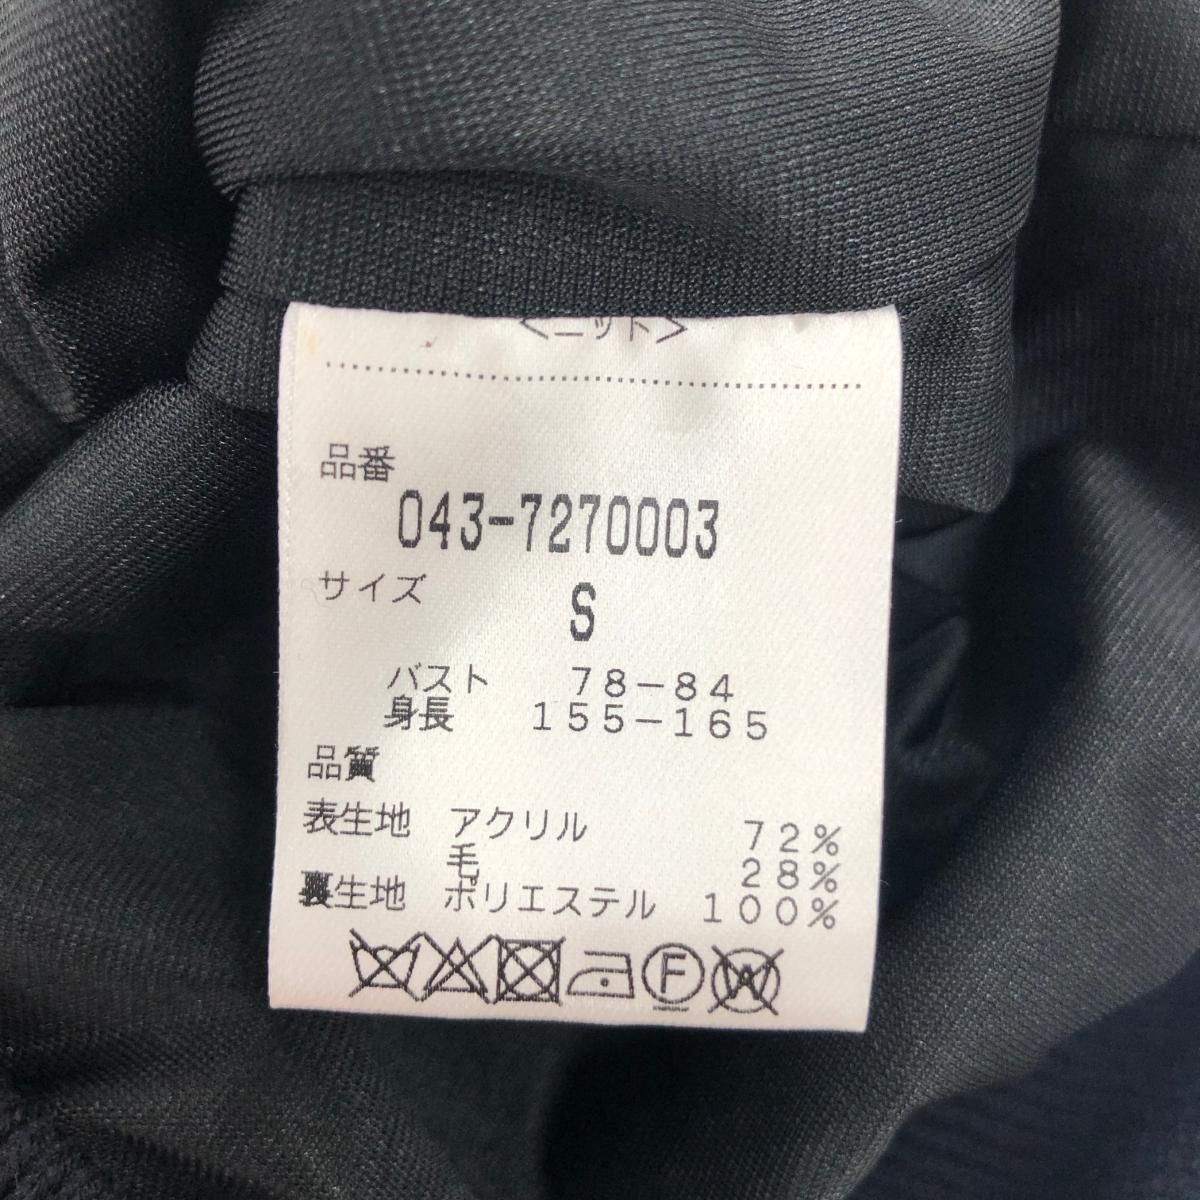 <ニット>
品番
043-7270003
サイズ
S
バスト 78-84
身長 155-165
品質
表生地 アクリル 72%
毛 28%
裏生地 ポリエステル 100%
F W